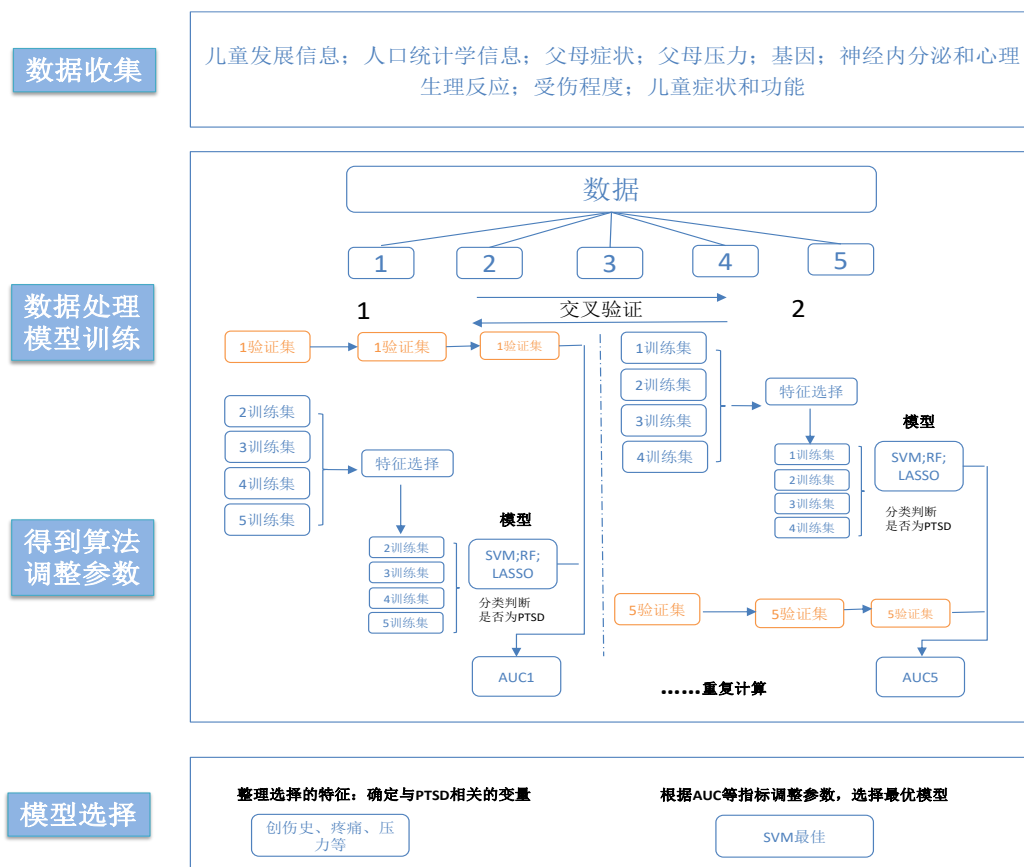 数据收集
儿童发展信息；人口统计学信息；父母症状；父母压力；基因；神经内分泌和心理
生理反应；受伤程度；儿童症状和功能
数据处理
模型训练
得到算法
调整参数
数据
1
2
3
4
5
1
交叉验证
2
1验证集
1验证集
1验证集
2训练集
3训练集
4训练集
5训练集
特征选择
2训练集
3训练集
4训练集
5训练集
模型
SVM;RF;
LASSO
分类判断
是否为PTSD
AUC1
1训练集
2训练集
3训练集
4训练集
特征选择
1训练集
2训练集
3训练集
4训练集
模型
SVM;RF;
LASSO
分类判断
是否为PTSD
5验证集
5验证集
5验证集
AUC5
……重复计算
模型选择
整理选择的特征：确定与PTSD相关的变量
创伤史、疼痛、压
力等
根据AUC等指标调整参数，选择最优模型
SVM最佳